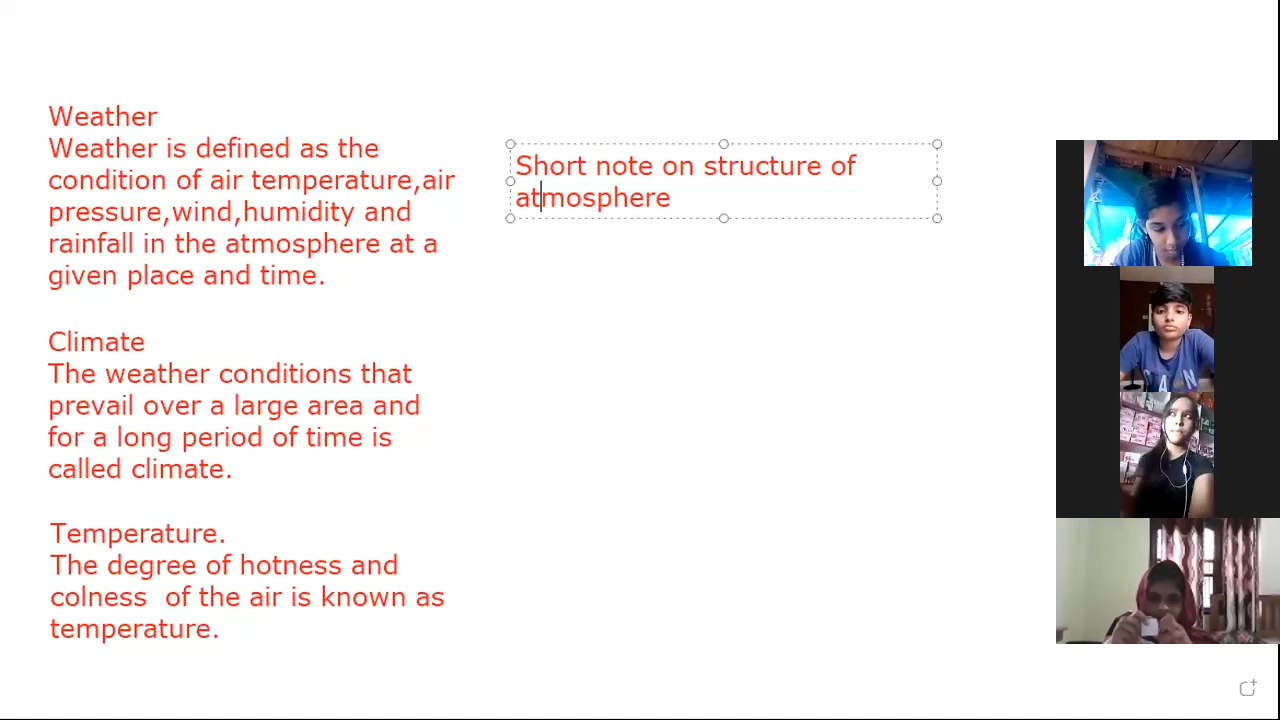 Weather
Weather is defined as the
condition of air temperature,air
pressure,wind,humidity and
rainfall in the atmosphere at a
given place and time.
Climate
The weather conditions that
prevail over a large area and
for a long period of time is
called climate.
Temperature.
The degree of hotness and
colness  of the air is known as
temperature.
Short note on structure of
atmosphere